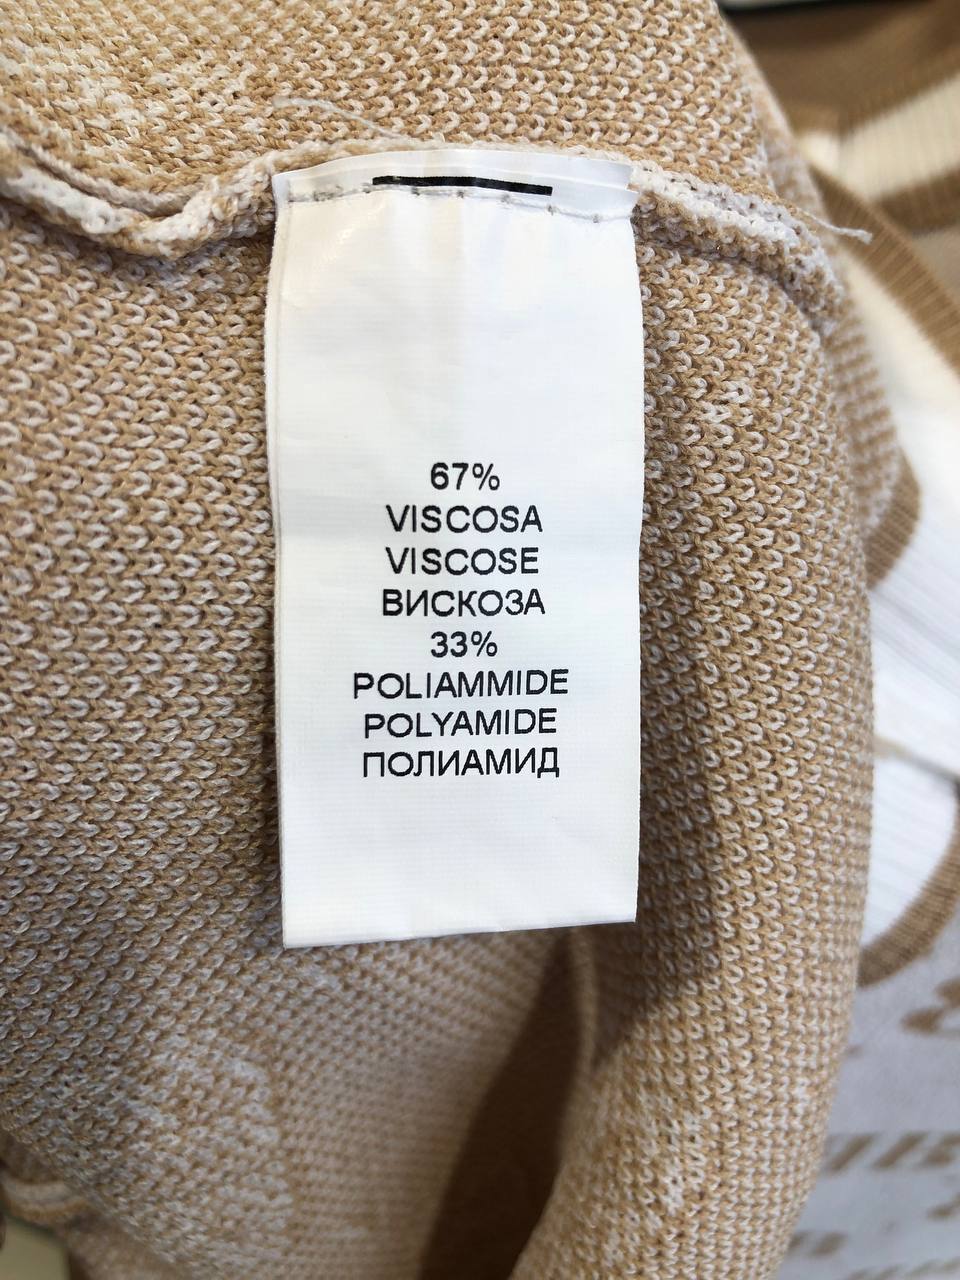 67%
VISCOSA
VISCOSE
ВИСКОЗА
33%
POLIAMMIDE
POLYAMIDE
ПОЛИАМИД